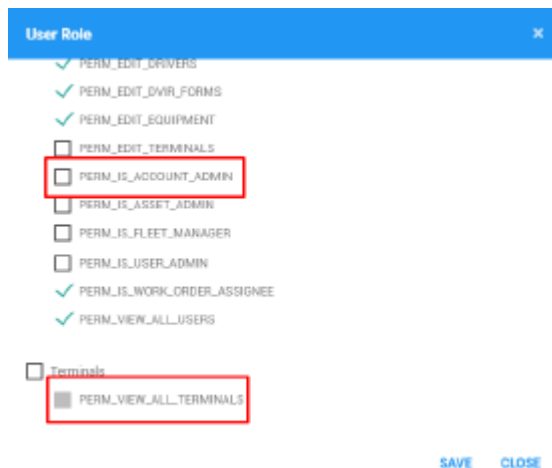 User Role ×
PERM_EDIT_DRIVERS
PERM_EDIT_DVIR_FORMS
PERM_EDIT_EQUIPMENT
PERM_EDIT_TERMINALS
PERM_IS_ACCOUNT_ADMIN
PERM_IS_ASSET_ADMIN
PERM_IS_FLEET_MANAGER
PERM_IS_USER_ADMIN
PERM_IS_WORK_ORDER_ASSIGNEE
PERM_VIEW_ALL_USERS
Terminals
PERM_VIEW_ALL_TERMINALS
SAVE CLOSE